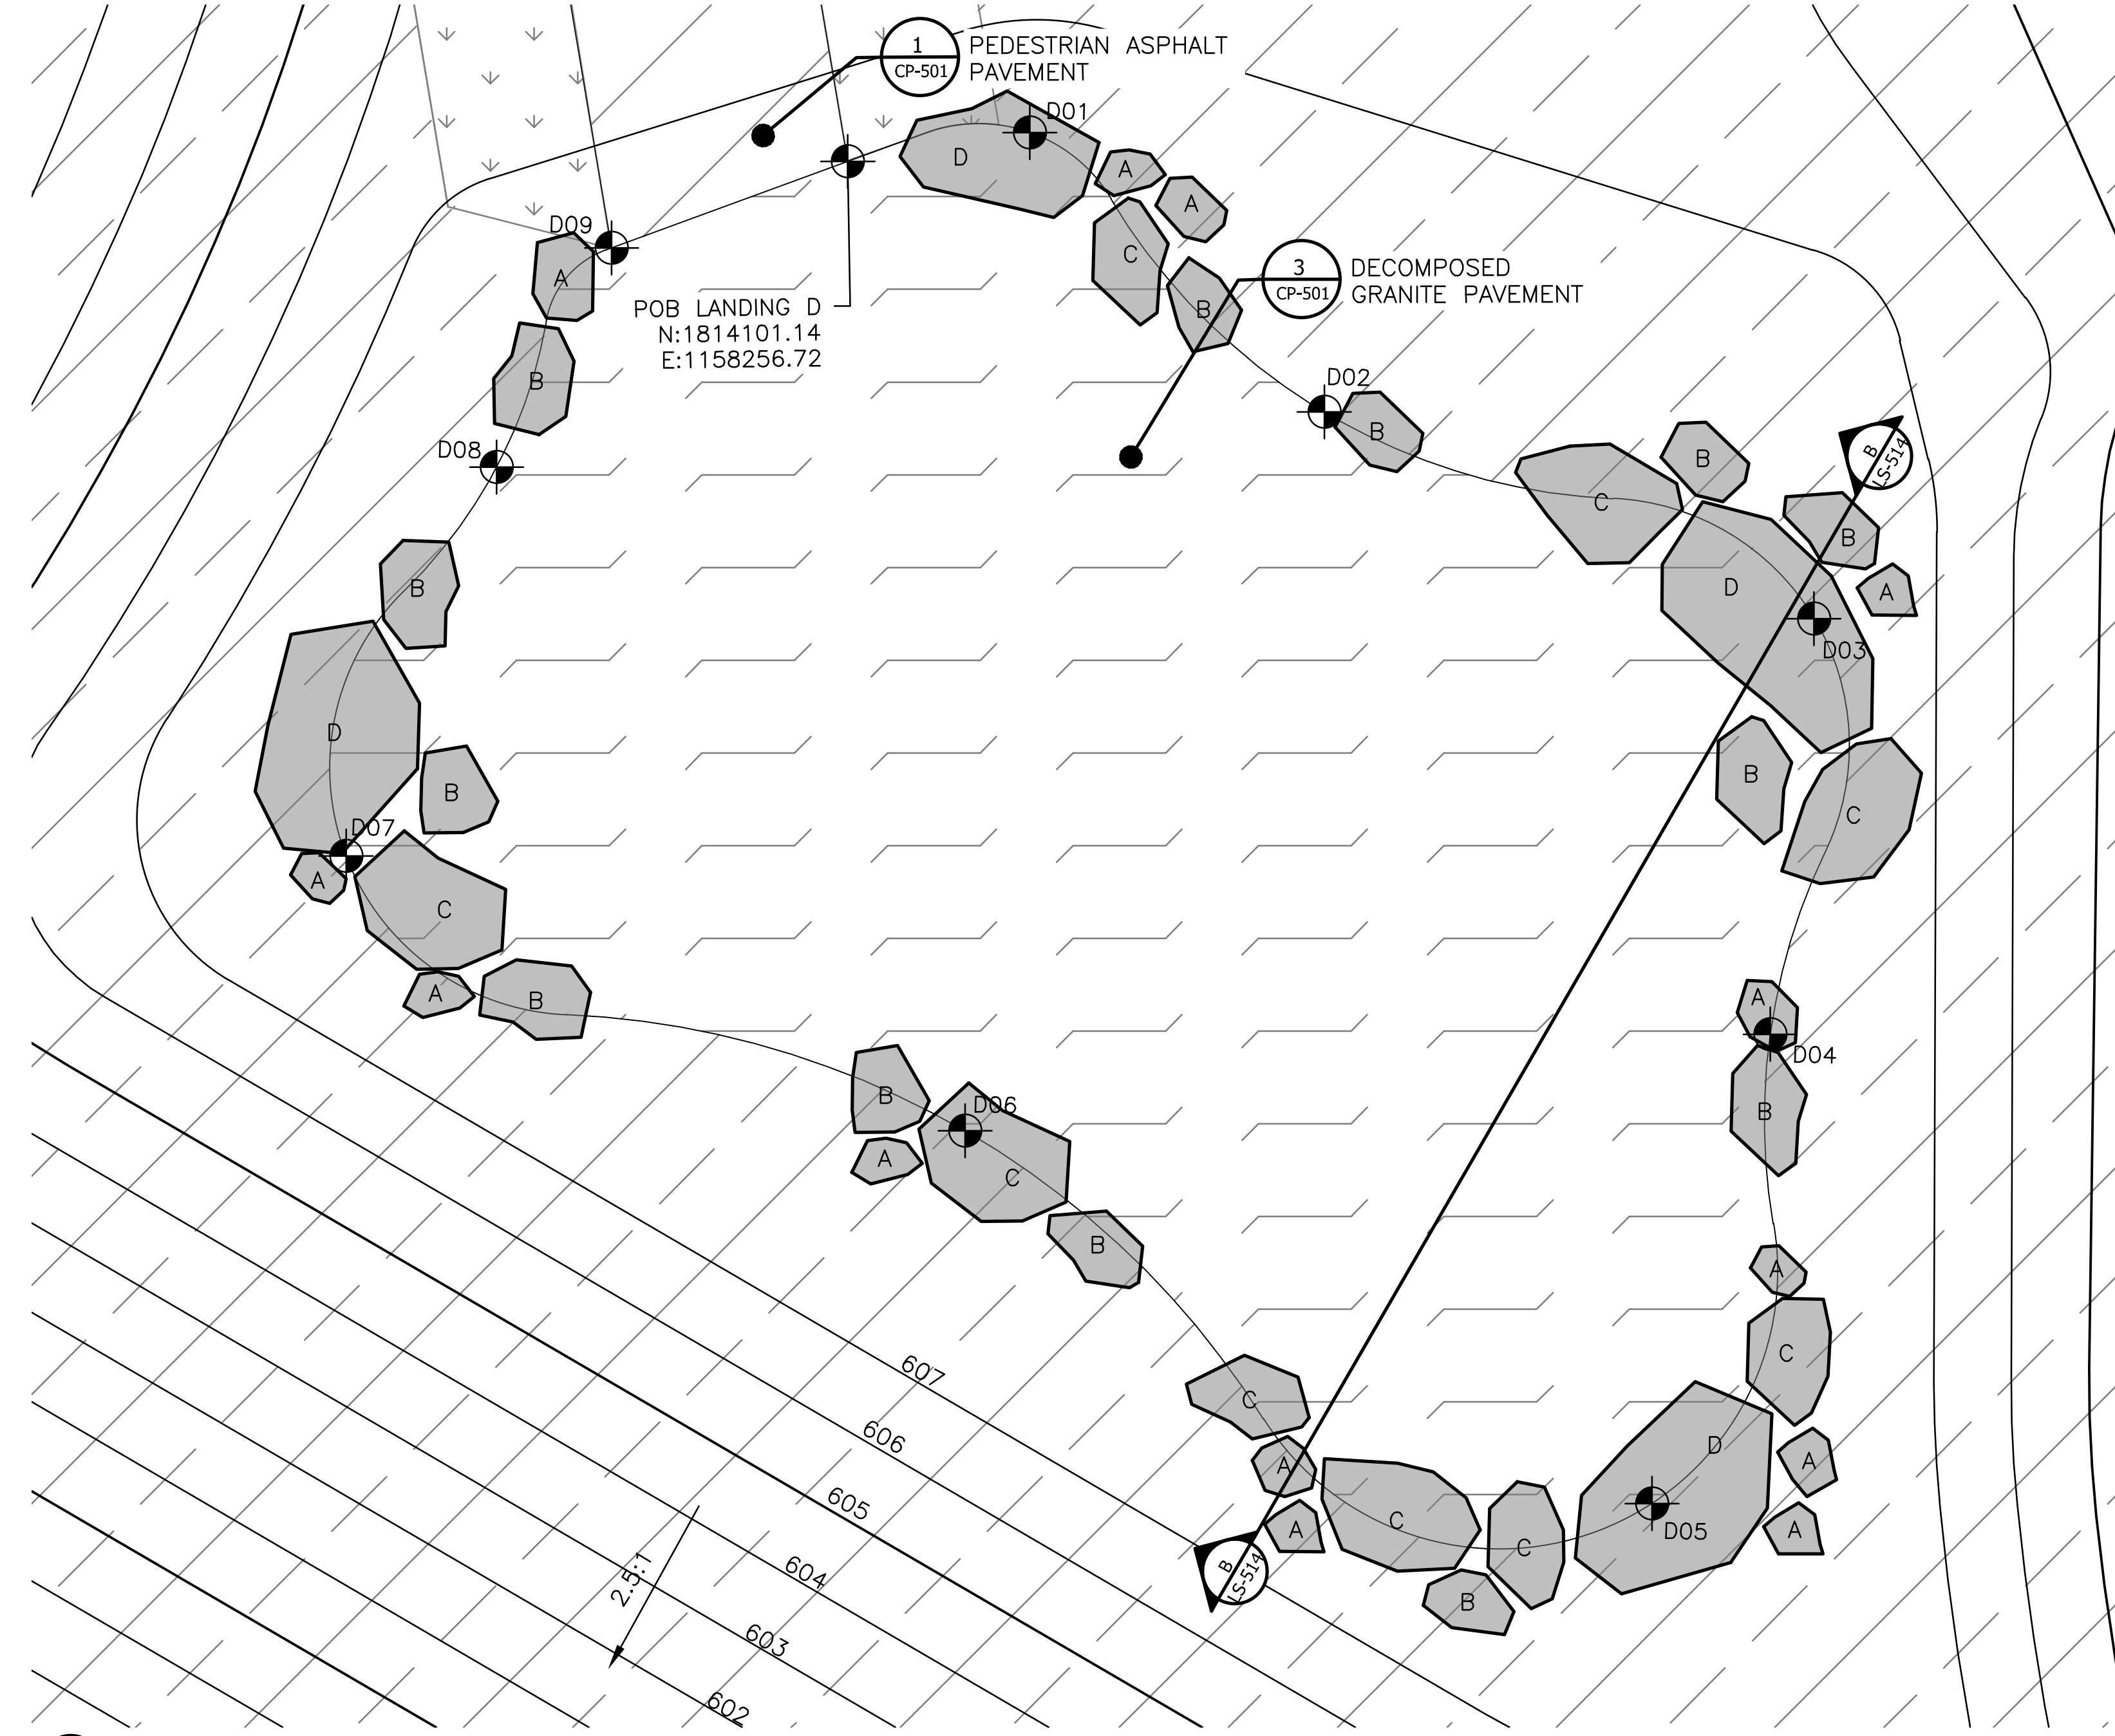 1
CP-501
PEDESTRIAN ASPHALT
PAVEMENT
D01
D
A
A
D09
A
C
3
CP-501
DECOMPOSED
GRANITE PAVEMENT
B
POB LANDING D
N:1814101.14
E:1158256.72
B
D02
B
D08
B
B
LS-514
C
B
B
D
A
D03
D
B
B
C
D07
A
C
A
B
A
D04
B
B
D06
A
C
B
A
C
607
C
606
A
D
A
605
A
C
C
D05
A
B
LS-514
B
2.5:1
604
603
602